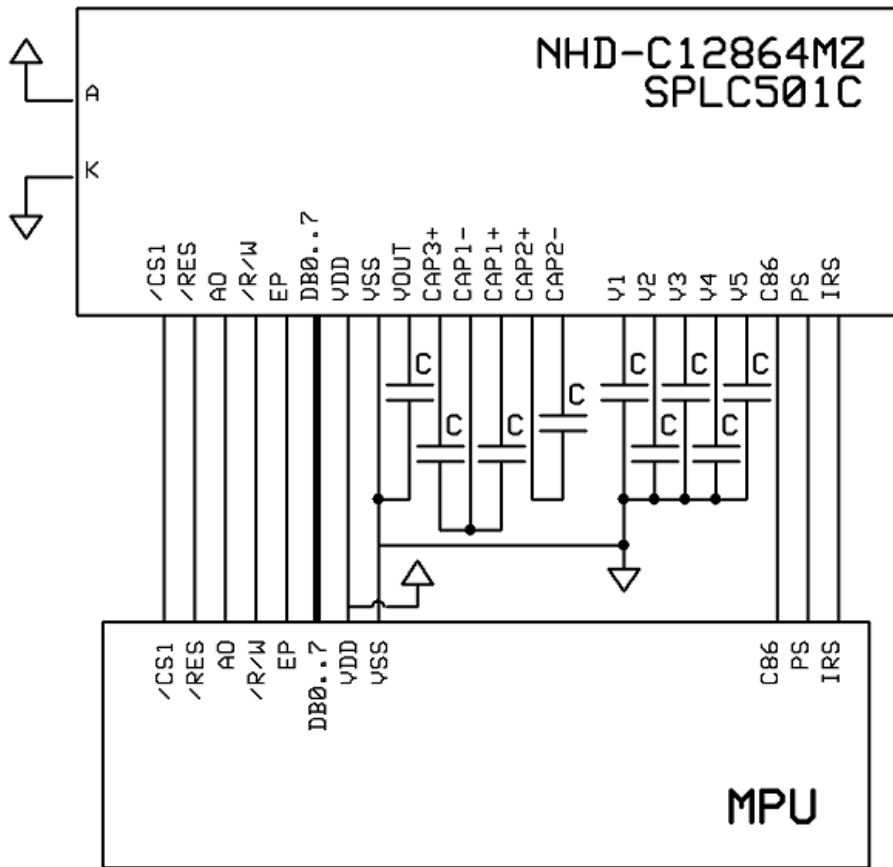 NHD-C12864MZ
SPLC501C
A
K
/CS1
/RES
A0
/R/W
EP
DB0..7
VDD
VSS
VOUT
CAP3+
CAP1-
CAP1+
CAP2+
CAP2-
V1
V2
V3
V4
V5
C86
PS
IRS
C
C
C
C
C
C
C
C
C
/CS1
/RES
A0
/R/W
EP
DB0..7
VDD
VSS
C86
PS
IRS
MPU